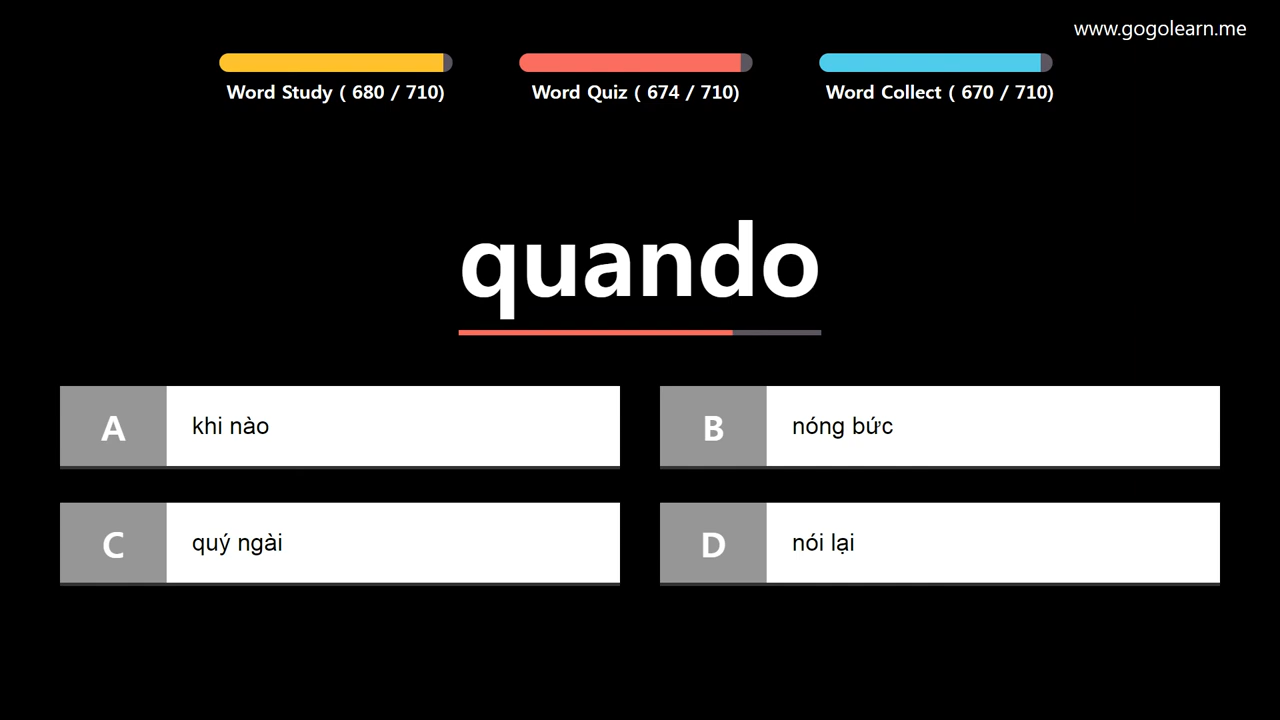 www.gogolearn.me
Word Study ( 680 / 710)
Word Quiz ( 674 / 710)
Word Collect ( 670 / 710)
quando
A khi nào
B nóng bức
C quý ngài
D nói lại